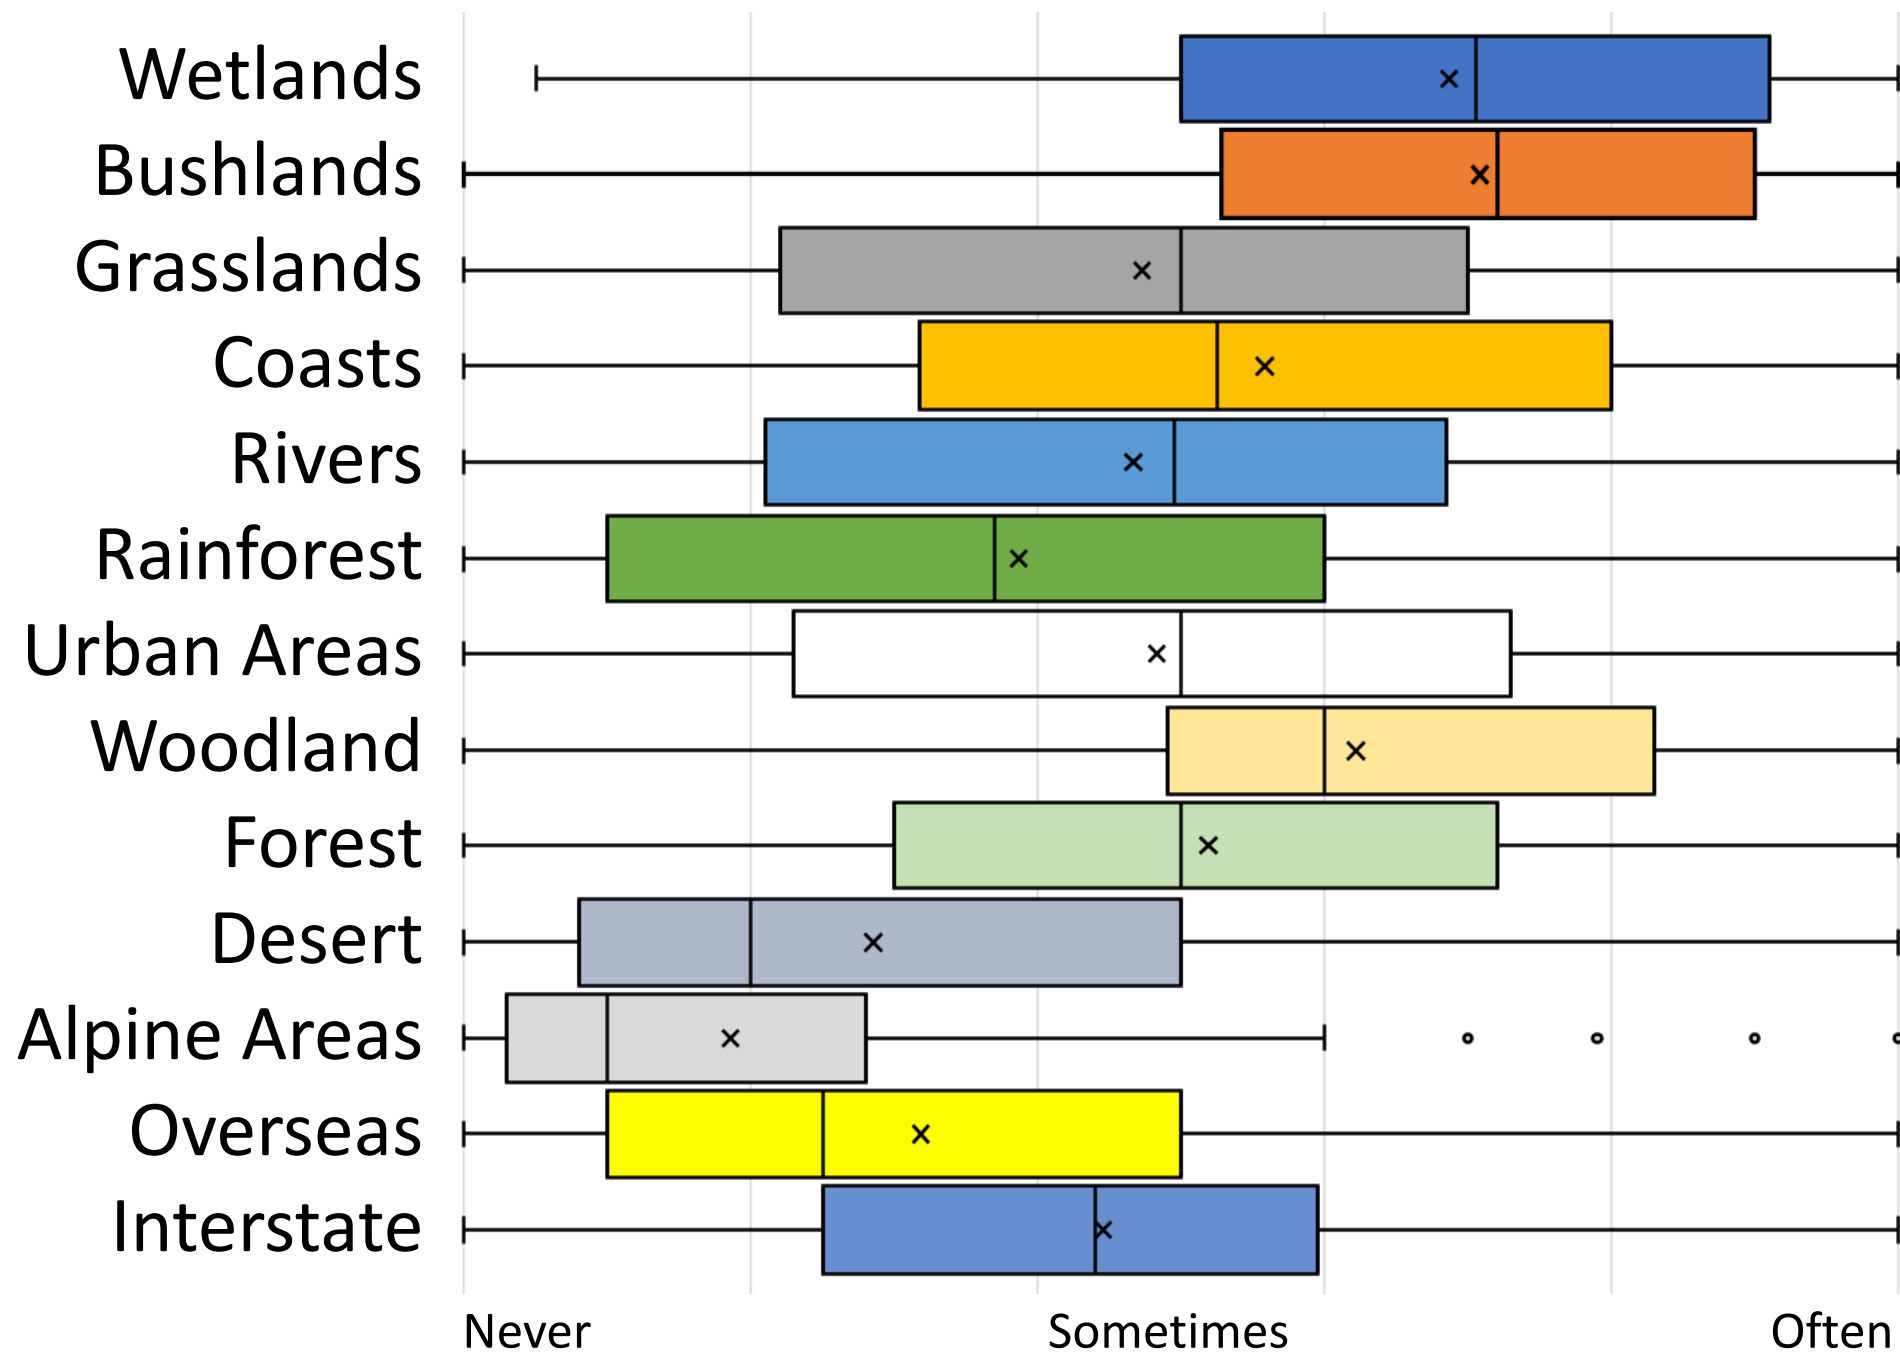 Wetlands
Bushlands
Grasslands
Coasts
Rivers
Rainforest
Urban Areas
Woodland
Forest
Desert
Alpine Areas
Overseas
Interstate
Never Sometimes Often